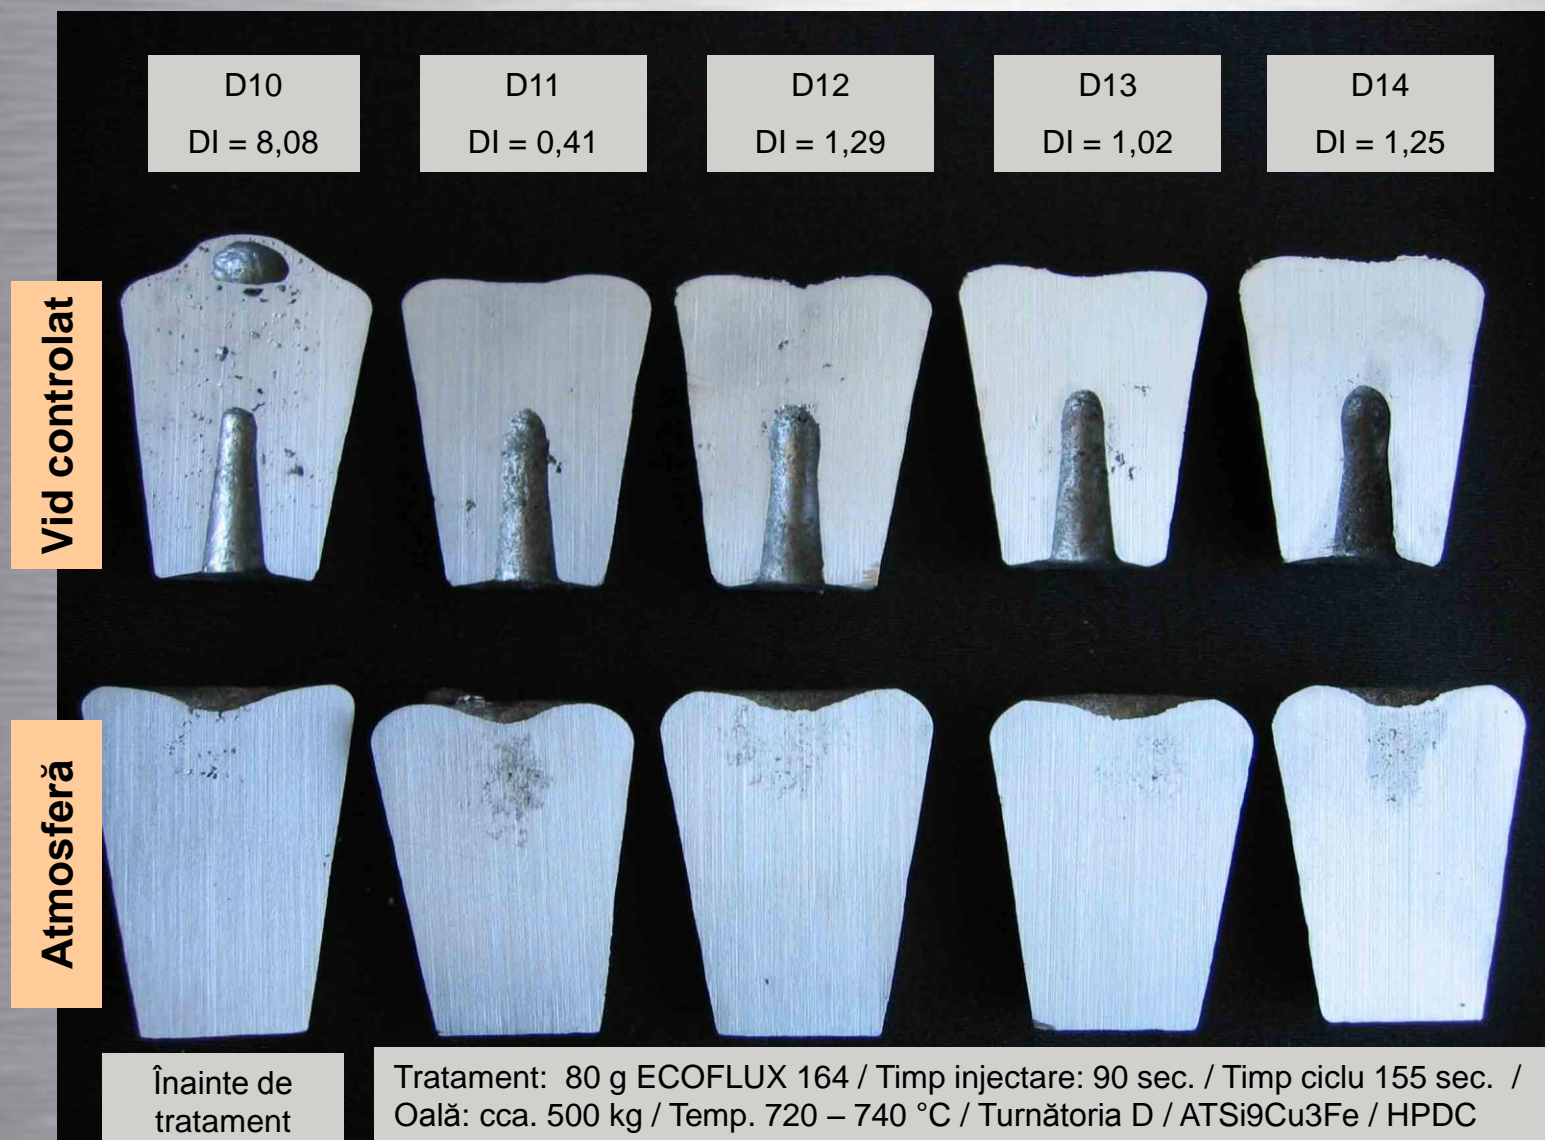 D10
DI = 8,08
D11
DI = 0,41
D12
DI = 1,29
D13
DI = 1,02
D14
DI = 1,25
Vid controlat
Atmosferă
Înainte de
tratament
Tratament: 80 g ECOFLUX 164 / Timp injectare: 90 sec. / Timp ciclu 155 sec. /
Oală: cca. 500 kg / Temp. 720 – 740 °C / Turnătoria D / ATSi9Cu3Fe / HPDC